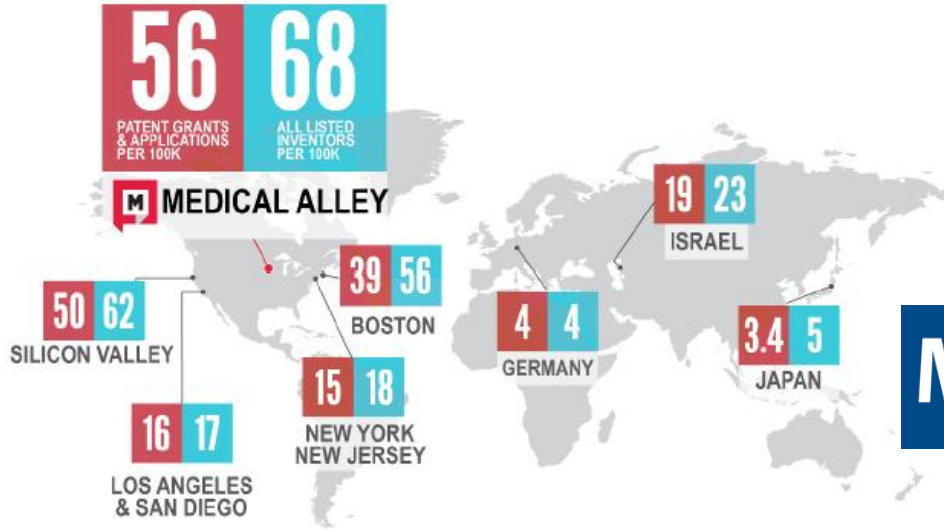 56
68
PATENT GRANTS
& APPLICATIONS
PER 100K
ALL LISTED
INVENTORS
PER 100K
M MEDICAL ALLEY
19 23
ISRAEL
39 56
BOSTON
50 62
SILICON VALLEY
4 4
GERMANY
3.4 5
JAPAN
15 18
NEW YORK
NEW JERSEY
16 17
LOS ANGELES
& SAN DIEGO